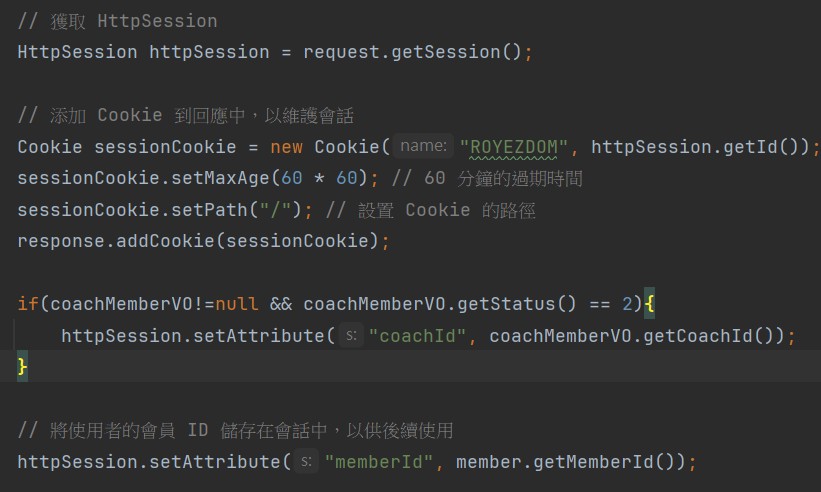 // 獲取 HttpSession
HttpSession httpSession = request.getSession();
// 添加 Cookie 到回應中，以維護會話
Cookie sessionCookie = new Cookie( name: "ROYEZDOM", httpSession.getId());
sessionCookie.setMaxAge(60 * 60); // 60 分鐘的過期時間
sessionCookie.setPath("/"); // 設置 Cookie 的路徑
response.addCookie(sessionCookie);
if(coachMemberVO!=null && coachMemberVO.getStatus() == 2){
httpSession.setAttribute( s: "coachId", coachMemberVO.getCoachId());
}
// 將使用者的會員 ID 儲存在會話中，以供後續使用
httpSession.setAttribute( s: "memberId", member.getMemberId());